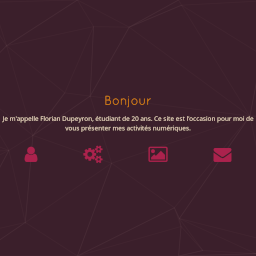 Bonjour
Je m'appelle Florian Dupeyron, étudiant de 20 ans. Ce site est l'occasion pour moi de
vous présenter mes activités numériques.